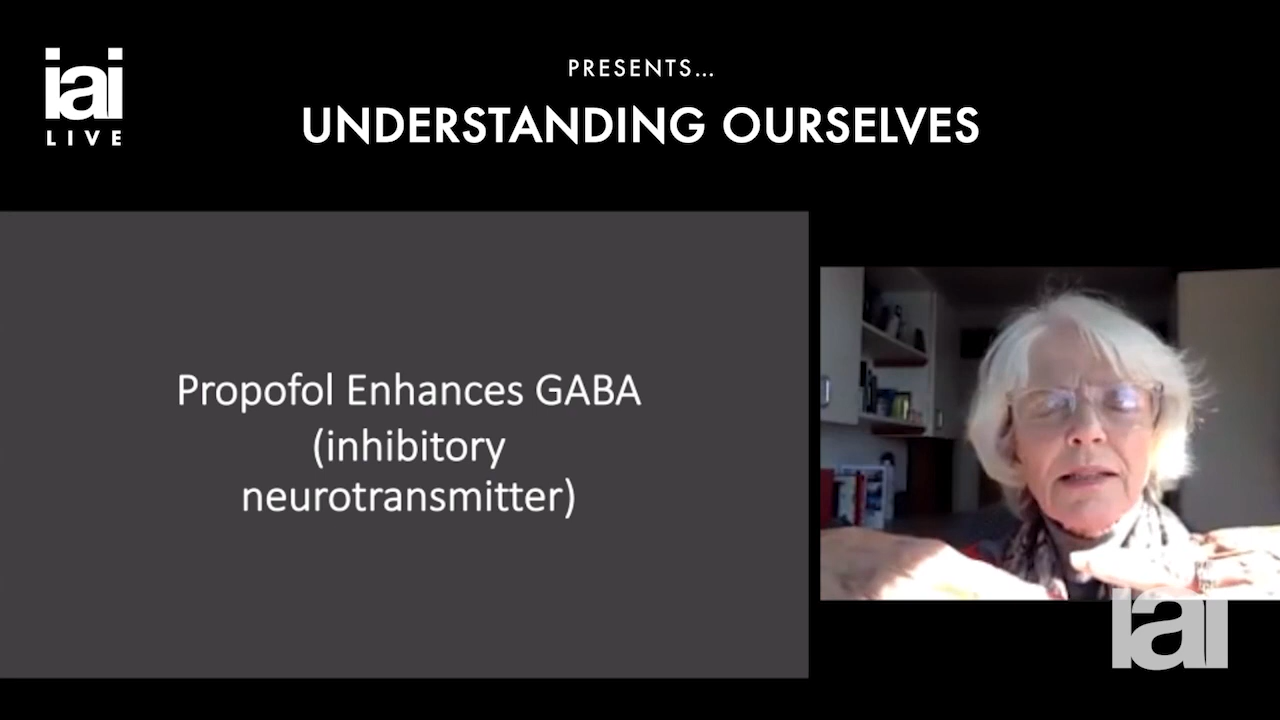 iai
LIVE
PRESENTS...
UNDERSTANDING OURSELVES
Propofol Enhances GABA
(inhibitory
neurotransmitter)
iai